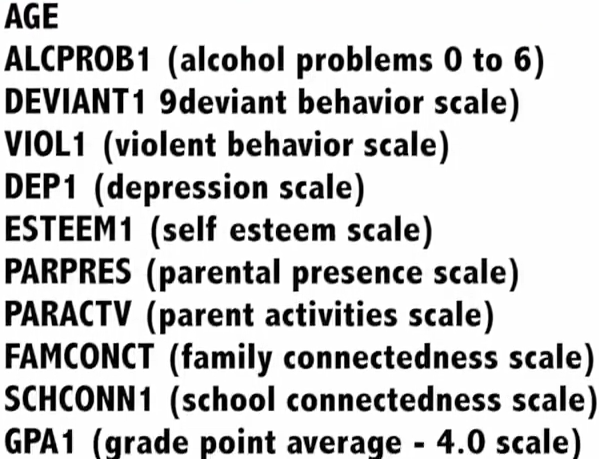 AGE
ALCPROB1 (alcohol problems 0 to 6)
DEVIANT1 9deviant behavior scale)
VIOL1 (violent behavior scale)
DEP1 (depression scale)
ESTEEM1 (self esteem scale)
PARPRES (parental presence scale)
PARACTV (parent activities scale)
FAMCONCT (family connectedness scale)
SCHCONN1 (school connectedness scale)
GPA1 (grade point average - 4.0 scale)